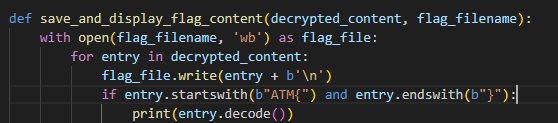 def save_and_display_flag_content(decrypted_content, flag_filename):
    with open(flag_filename, 'wb') as flag_file:
        for entry in decrypted_content:
            flag_file.write(entry + b'\n')
            if entry.startswith(b"ATM{") and entry.endswith(b"}"):
                print(entry.decode())